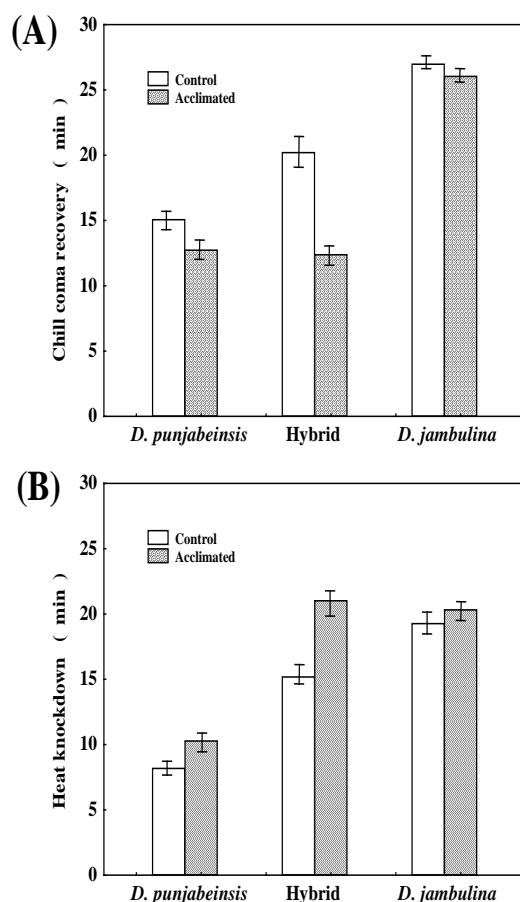 (A)
30
25
20
15
10
5
0
Chill coma recovery ( min )
Control
Acclimated
D. punjabeinsis Hybrid D. jambulina
(B)
30
25
20
15
10
5
0
Heat knockdown ( min )
Control
Acclimated
D. punjabeinsis Hybrid D. jambulina